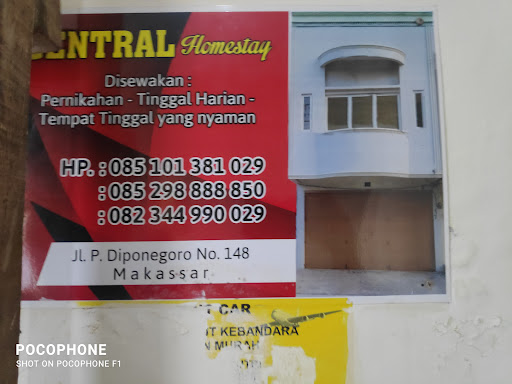 CENTRAL Homestay
Disewakan :
Pernikahan - Tinggal Harian -
Tempat Tinggal yang nyaman
HP. : 085 101 381 029
: 085 298 888 850
: 082 344 990 029
Jl. P. Diponegoro No. 148
Makassar
CAR
KEBANDARA
MURAH
POCOPHONE
SHOT ON POCOPHONE F1